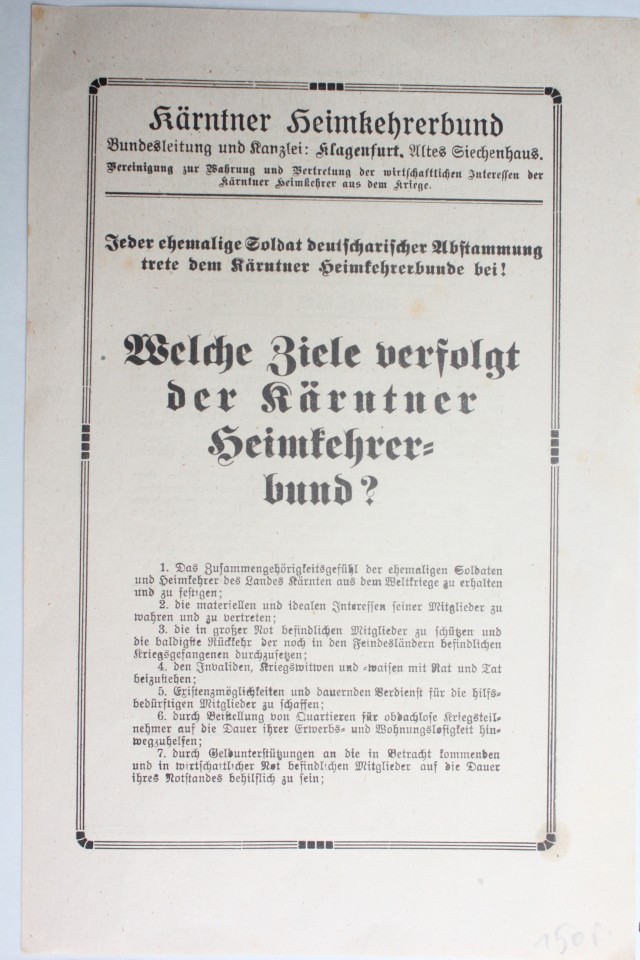 Kärntner Heimkehrerbund
Bundesleitung und Kanzlei: Klagenfurt, Altes Siechenhaus.
Vereinigung zur Wahrung und Vertretung der wirtschaftlichen Interessen der
Kärntner Heimkehrer aus dem Kriege.
Jeder ehemalige Soldat deutscharischer Abstammung
trete dem Kärntner Heimkehrerbunde bei!
Welche Ziele verfolgt
der Kärntner
Heimkehrer-
bund?
1. Das Zusammengehörigkeitsgefühl der ehemaligen Soldaten
und Heimkehrer des Landes Kärnten aus dem Weltkriege zu erhalten
und zu festigen;
2. die materiellen und idealen Interessen seiner Mitglieder zu
wahren und zu vertreten;
3. die in großer Not befindlichen Mitglieder zu schützen und
die baldigste Rückkehr der noch in den Feindesländern befindlichen
Kriegsgefangenen durchzusetzen;
4. den Invaliden, Kriegswitwen und -waisen mit Rat und Tat
beizustehen;
5. Existenzmöglichkeiten und dauernden Verdienst für die hilfs-
bedürftigen Mitglieder zu schaffen;
6. durch Beistellung von Quartieren für obdachlose Kriegsteil-
nehmer auf die Dauer ihrer Erwerbs- und Wohnungslosigkeit hin-
wegzuhelfen;
7. durch Geldunterstützungen an die in Betracht kommenden
und in wirtschaftlicher Not befindlichen Mitglieder auf die Dauer
ihres Notstandes behilflich zu sein;